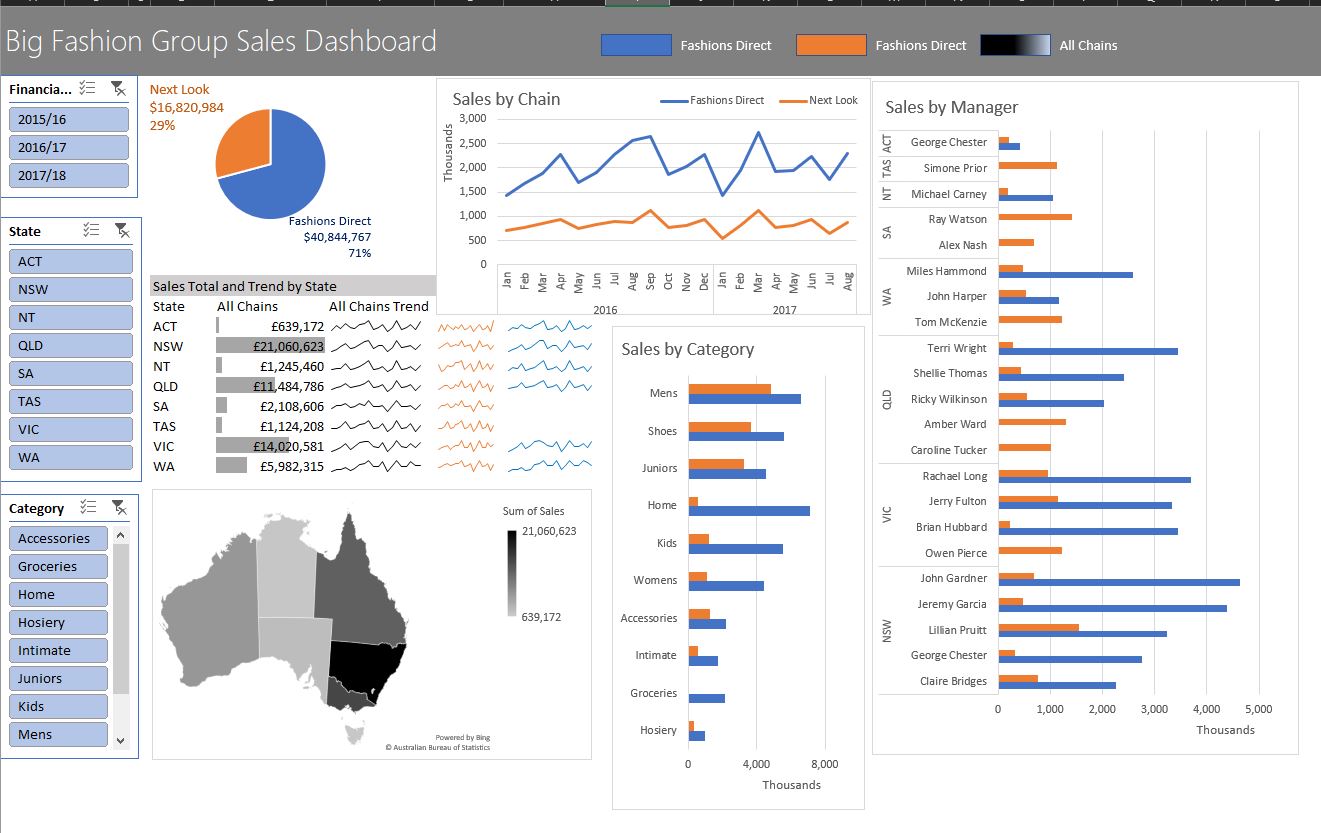 Big Fashion Group Sales Dashboard
Fashions Direct
Fashions Direct
All Chains
Financia...
2015/16
2016/17
2017/18
State
ACT
NSW
NT
QLD
SA
TAS
VIC
WA
Category
Accessories
Groceries
Home
Hosiery
Intimate
Juniors
Kids
Mens
Next Look
$16,820,984
29%
Fashions Direct
$40,844,767
71%
Sales Total and Trend by State
State All Chains All Chains Trend
ACT £639,172
NSW £21,060,623
NT £1,245,460
QLD £11,484,786
SA £2,108,606
TAS £1,124,208
VIC £14,020,581
WA £5,982,315
Sum of Sales
21,060,623
639,172
Powered by Bing
© Australian Bureau of Statistics
Sales by Chain
Fashions Direct Next Look
Thousands
3,000
2,500
2,000
1,500
1,000
500
0
Jan Feb Mar Apr May Jun Jul Aug Sep Oct Nov Dec Jan Feb Mar Apr May Jun Jul Aug
2016 2017
Sales by Category
Mens
Shoes
Juniors
Home
Kids
Womens
Accessories
Intimate
Groceries
Hosiery
0 4,000 8,000
Thousands
Sales by Manager
ACT George Chester
TAS Simone Prior
NT Michael Carney
SA Ray Watson
Alex Nash
WA Miles Hammond
John Harper
Tom McKenzie
QLD Terri Wright
Shellie Thomas
Ricky Wilkinson
Amber Ward
Caroline Tucker
VIC Rachael Long
Jerry Fulton
Brian Hubbard
Owen Pierce
NSW John Gardner
Jeremy Garcia
Lillian Pruitt
George Chester
Claire Bridges
0 1,000 2,000 3,000 4,000 5,000
Thousands